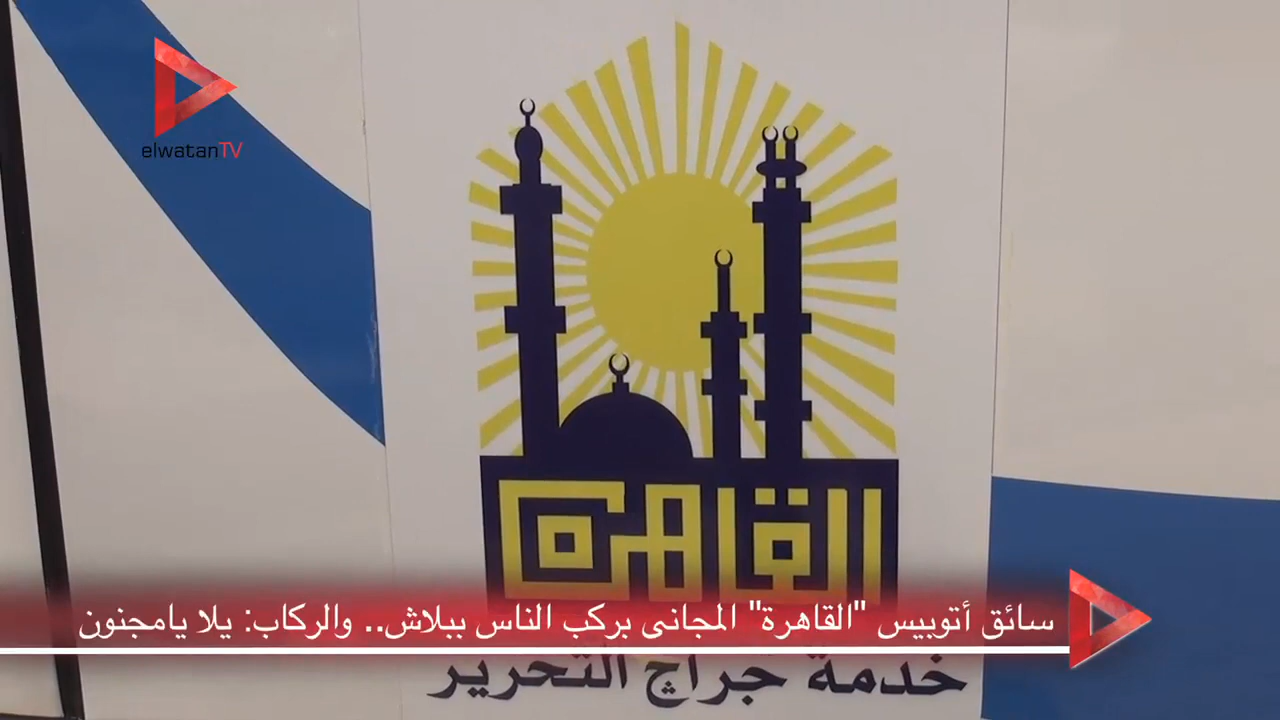 elwatanTV
القاهرة
سائق أتوبيس "القاهرة" المجانى بركب الناس ببلاش.. والركاب: يلا يامجنون
خدمة جراج التحرير